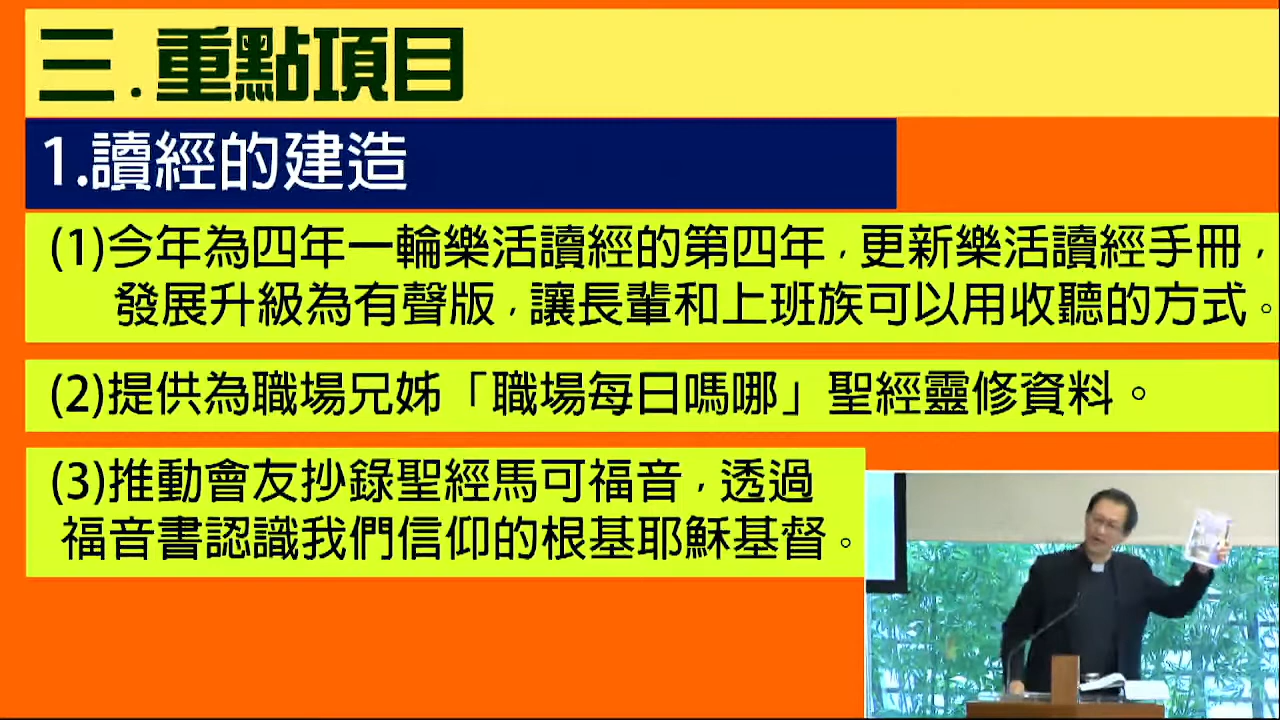 三.重點項目
1.讀經的建造
(1)今年為四年一輪樂活讀經的第四年，更新樂活讀經手冊，
發展升級為有聲版，讓長輩和上班族可以用收聽的方式。
(2)提供為職場兄姊「職場每日嗎哪」聖經靈修資料。
(3)推動會友抄錄聖經馬可福音，透過
福音書認識我們信仰的根基耶穌基督。